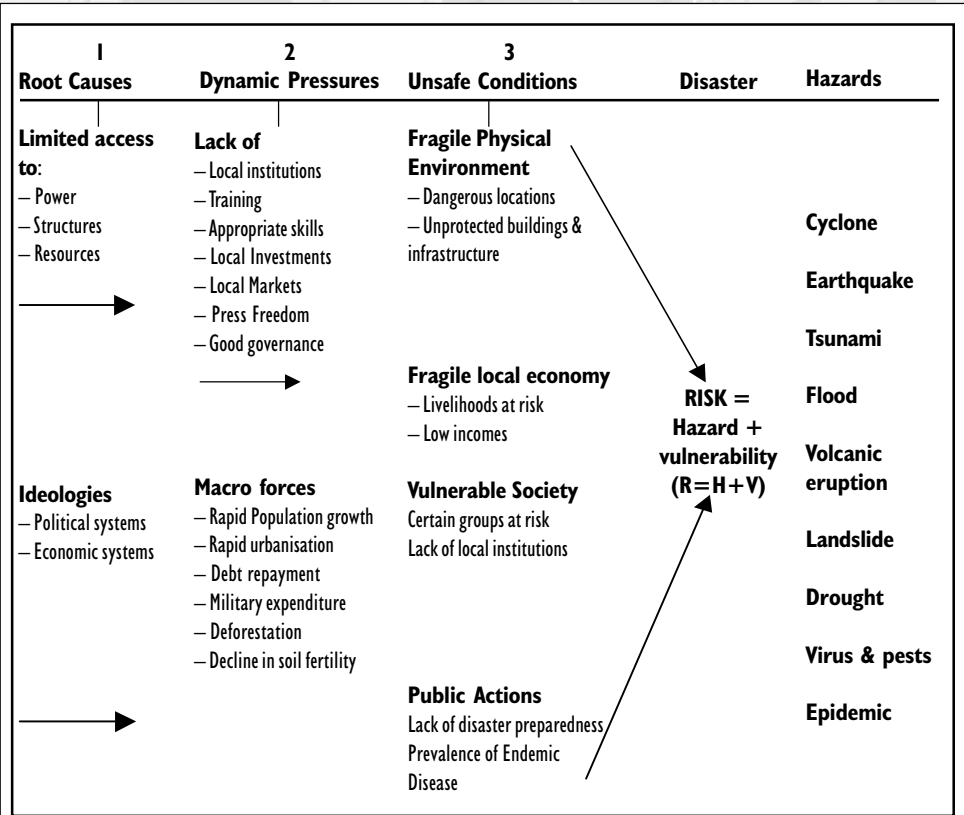 1
Root Causes
2
Dynamic Pressures
3
Unsafe Conditions
Disaster
Hazards
Limited access
to:
– Power
– Structures
– Resources
Ideologies
– Political systems
– Economic systems
Lack of
– Local institutions
– Training
– Appropriate skills
– Local Investments
– Local Markets
– Press Freedom
– Good governance
Macro forces
– Rapid Population growth
– Rapid urbanisation
– Debt repayment
– Military expenditure
– Deforestation
– Decline in soil fertility
Fragile Physical
Environment
– Dangerous locations
– Unprotected buildings &
infrastructure
Fragile local economy
– Livelihoods at risk
– Low incomes
Vulnerable Society
Certain groups at risk
Lack of local institutions
Public Actions
Lack of disaster preparedness
Prevalence of Endemic
Disease
RISK =
Hazard +
vulnerability
(R=H+V)
Cyclone
Earthquake
Tsunami
Flood
Volcanic
eruption
Landslide
Drought
Virus & pests
Epidemic